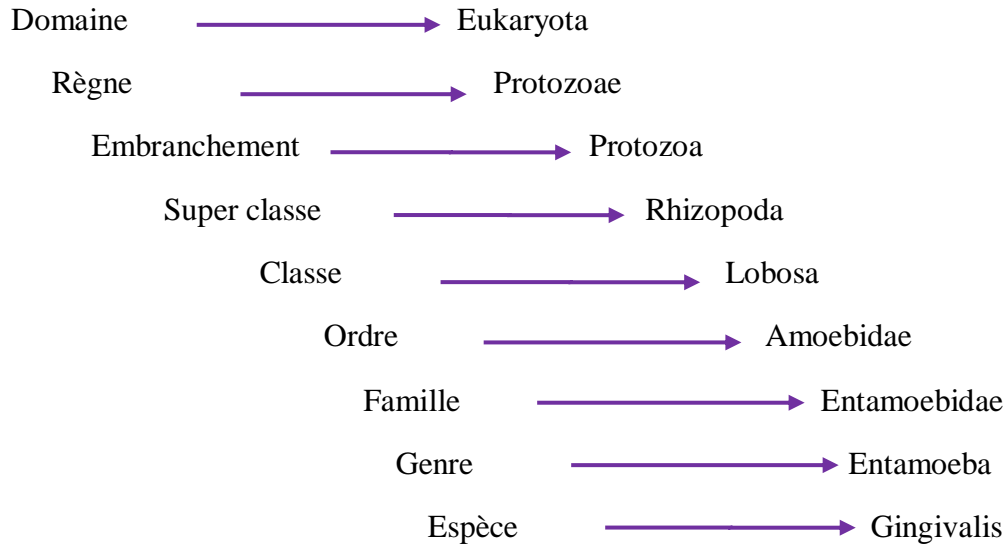 Domaine Eukaryota
Règne Protozoae
Embranchement Protozoa
Super classe Rhizopoda
Classe Lobosa
Ordre Amoebidae
Famille Entamoebidae
Genre Entamoeba
Espèce Gingivalis